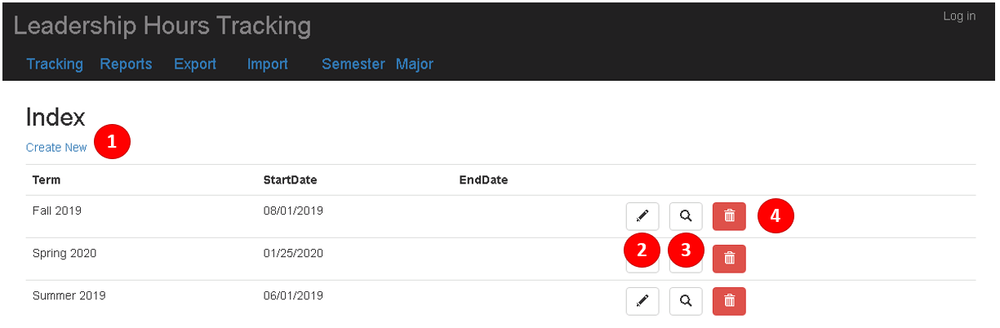 Leadership Hours Tracking
Log in
Tracking Reports Export Import Semester Major
Index
Create New 1
Term StartDate EndDate
Fall 2019 08/01/2019 4
2 3
Spring 2020 01/25/2020
Summer 2019 06/01/2019